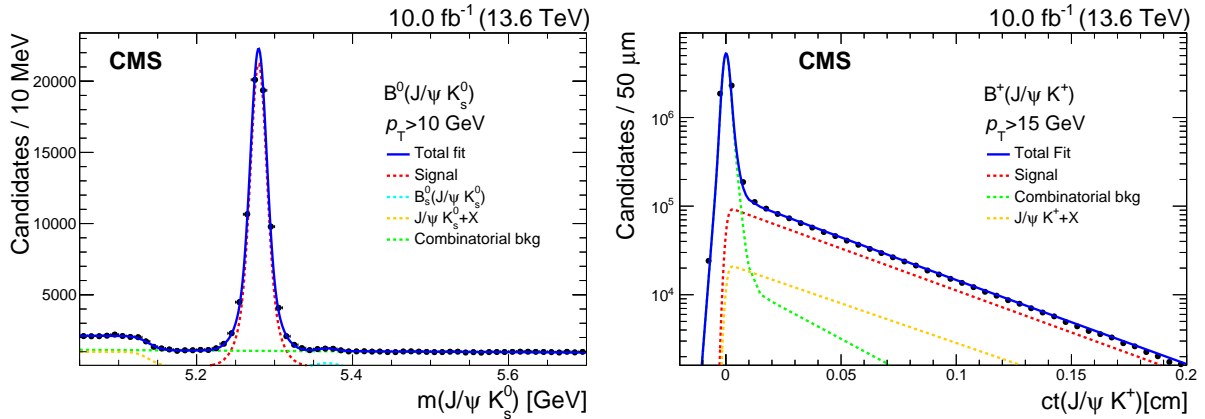 10.0 fb⁻¹ (13.6 TeV)
CMS
B⁰(J/ψ K⁰ₛ)
p_T>10 GeV
Total fit
Signal
B⁰ₛ(J/ψ K⁰ₛ)
J/ψ K⁰ₛ+X
Combinatorial bkg
Candidates / 10 MeV
20000
15000
10000
5000
5.2
5.4
5.6
m(J/ψ K⁰ₛ) [GeV]
10.0 fb⁻¹ (13.6 TeV)
CMS
B⁺(J/ψ K⁺)
p_T>15 GeV
Total Fit
Signal
Combinatorial bkg
J/ψ K⁺+X
Candidates / 50 μm
10⁶
10⁵
10⁴
0
0.05
0.1
0.15
0.2
ct(J/ψ K⁺)[cm]